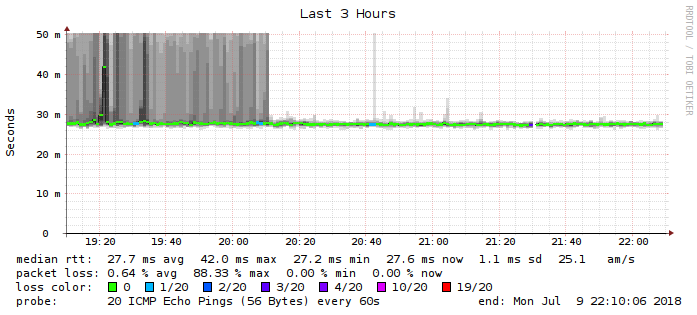 Last 3 Hours
RRDTOOL / TOBI OETIKER
Seconds
50 m
40 m
30 m
20 m
10 m
0
19:20 19:40 20:00 20:20 20:40 21:00 21:20 21:40 22:00
median rtt: 27.7 ms avg 42.0 ms max 27.2 ms min 27.6 ms now 1.1 ms sd 25.1 am/s
packet loss: 0.64 % avg 88.33 % max 0.00 % min 0.00 % now
loss color: 0 1/20 2/20 3/20 4/20 10/20 19/20
probe: 20 ICMP Echo Pings (56 Bytes) every 60s end: Mon Jul 9 22:10:06 2018